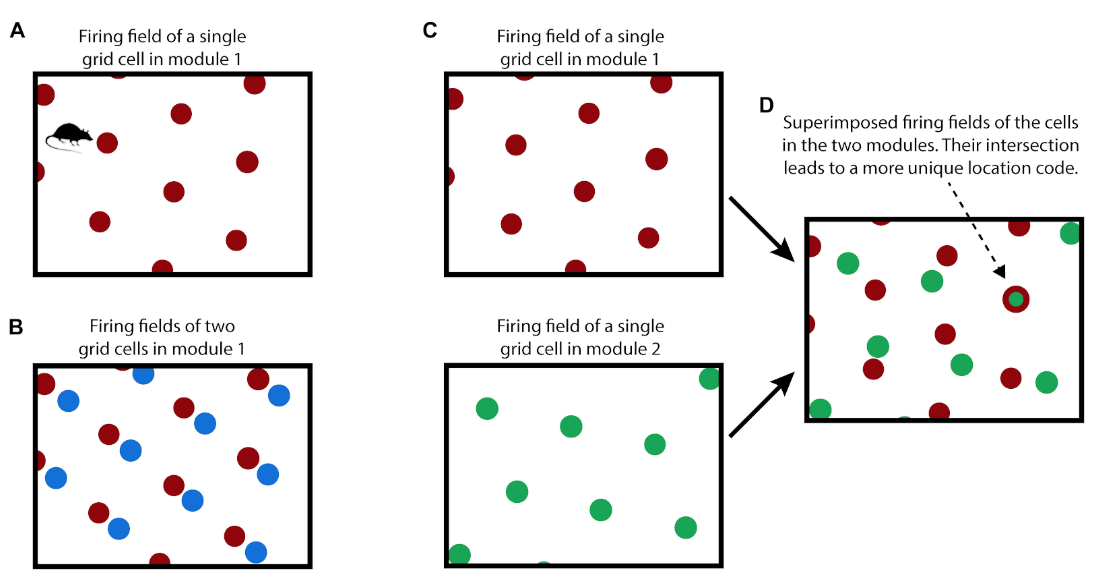 A
Firing field of a single
grid cell in module 1
B
Firing fields of two
grid cells in module 1
C
Firing field of a single
grid cell in module 1
Firing field of a single
grid cell in module 2
D
Superimposed firing fields of the cells
in the two modules. Their intersection
leads to a more unique location code.